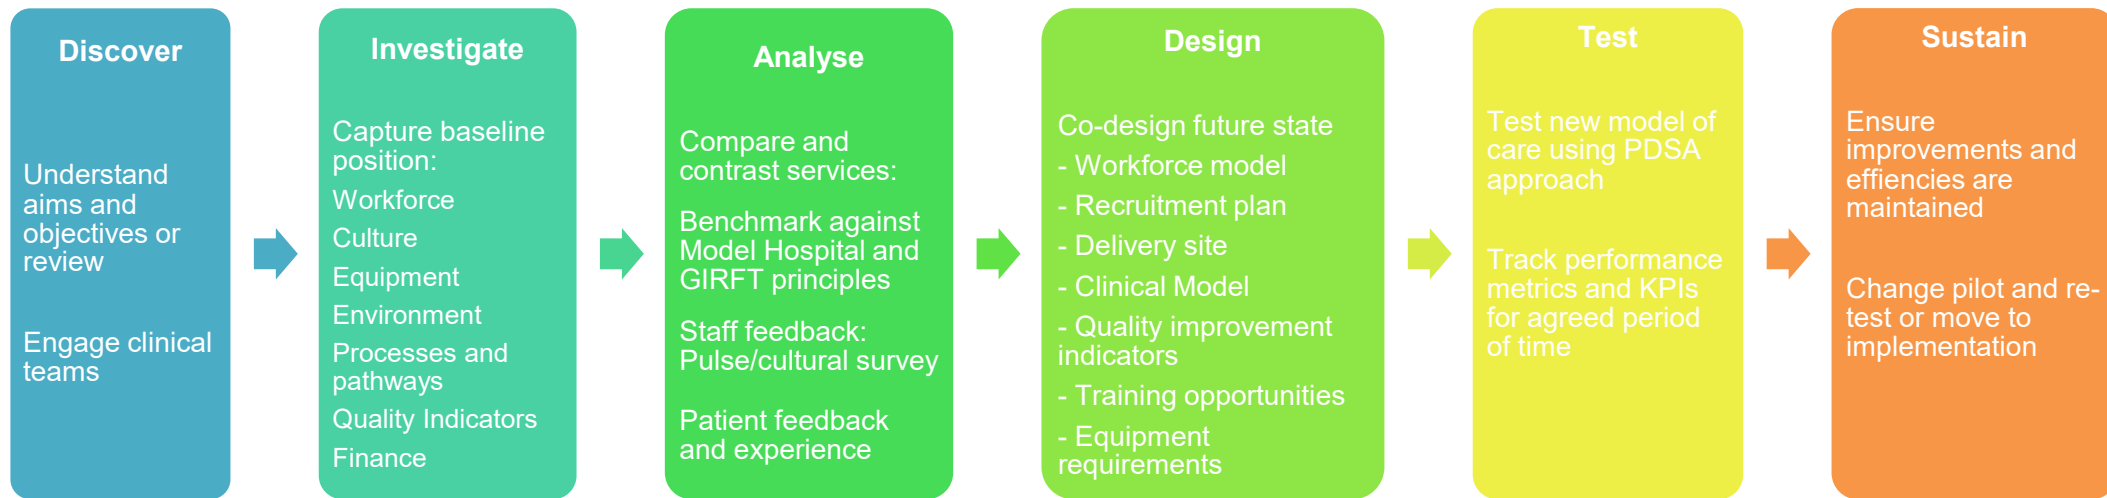 Discover
Understand
aims and
objectives or
review
Engage clinical
teams
Investigate
Capture baseline
position:
Workforce
Culture
Equipment
Environment
Processes and
pathways
Quality Indicators
Finance
Analyse
Compare and
contrast services:
Benchmark against
Model Hospital and
GIRFT principles
Staff feedback:
Pulse/cultural survey
Patient feedback
and experience
Design
Co-design future state
- Workforce model
- Recruitment plan
- Delivery site
- Clinical Model
- Quality improvement
indicators
- Training opportunities
- Equipment
requirements
Test
Test new model of
care using PDSA
approach
Track performance
metrics and KPIs
for agreed period
of time
Sustain
Ensure
improvements and
effiencies are
maintained
Change pilot and re-
test or move to
implementation